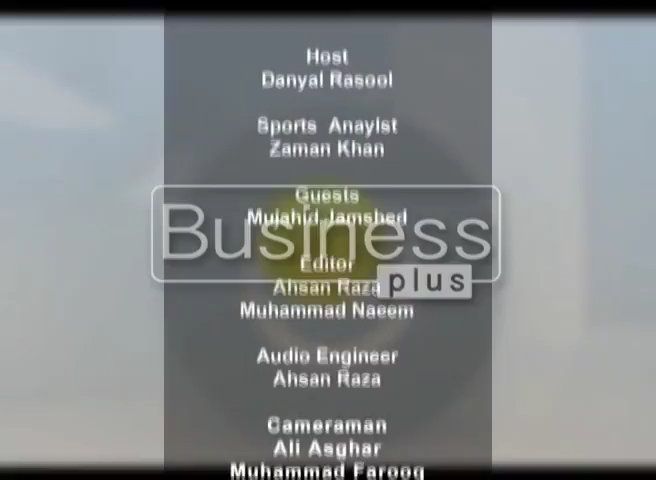 Host
Danyal Rasool
Sports Anaylst
Zaman Khan
Guests
Mujahid Jamshed
Business
plus
Editor
Ahsan Raza
Muhammad Naeem
Audio Engineer
Ahsan Raza
Cameraman
Ali Asghar
Muhammad Farooq